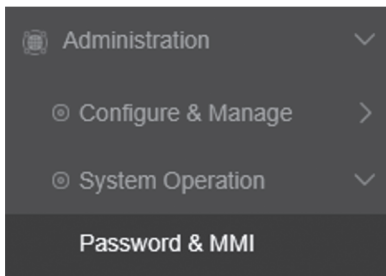 Administration
Configure & Manage
System Operation
Password & MMI